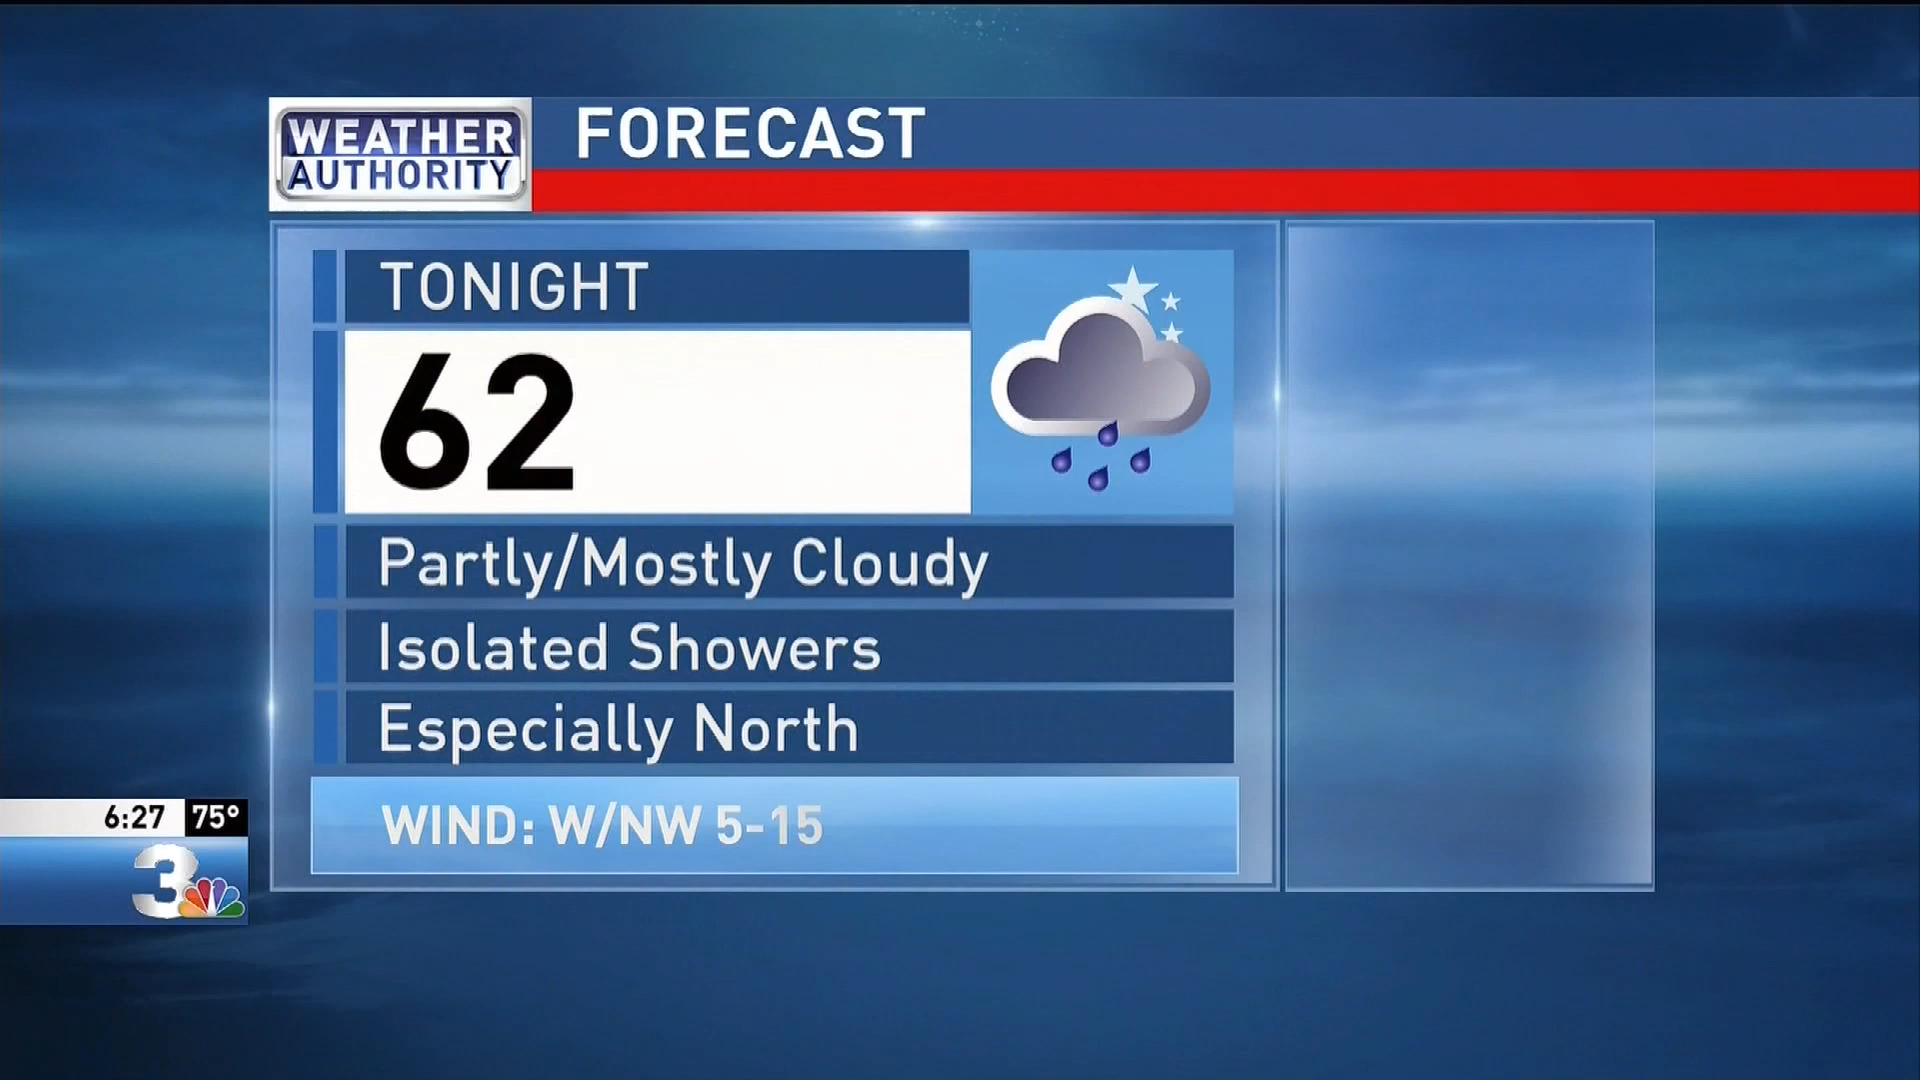 WEATHER
AUTHORITY
FORECAST
TONIGHT
62
Partly/Mostly Cloudy
Isolated Showers
Especially North
WIND: W/NW 5-15
6:27 75°
3